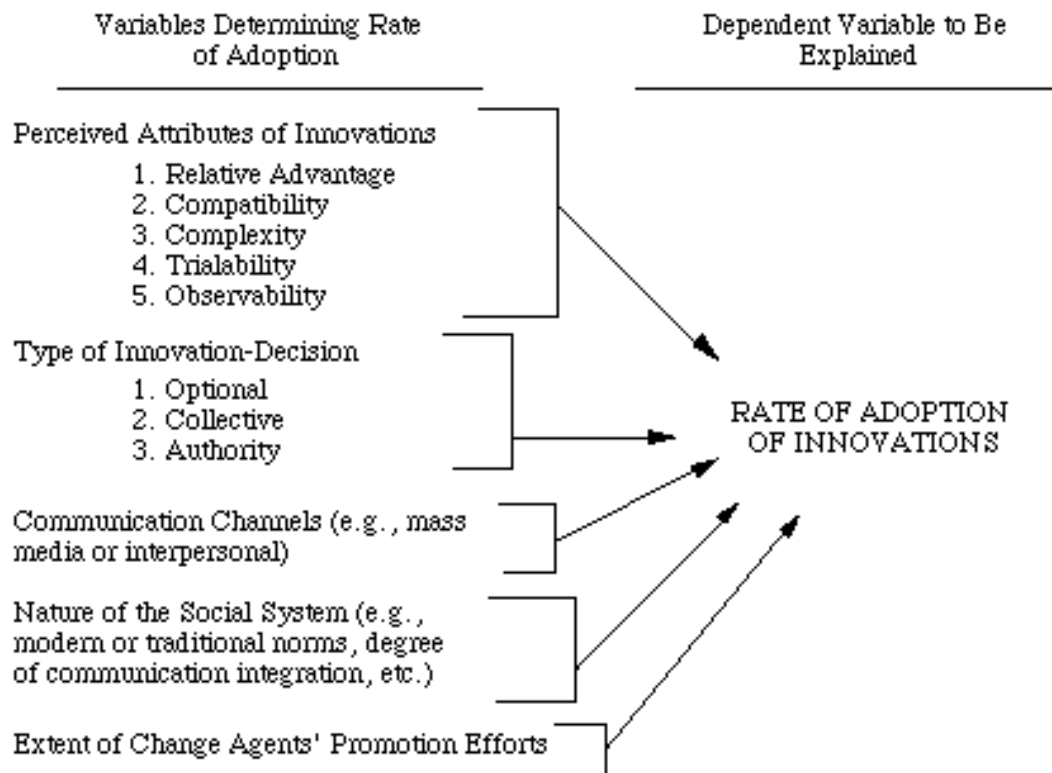 Variables Determining Rate
of Adoption
Dependent Variable to Be
Explained
Perceived Attributes of Innovations
1. Relative Advantage
2. Compatibility
3. Complexity
4. Trialability
5. Observability
Type of Innovation-Decision
1. Optional
2. Collective
3. Authority
RATE OF ADOPTION
OF INNOVATIONS
Communication Channels (e.g., mass
media or interpersonal)
Nature of the Social System (e.g.,
modern or traditional norms, degree
of communication integration, etc.)
Extent of Change Agents' Promotion Efforts